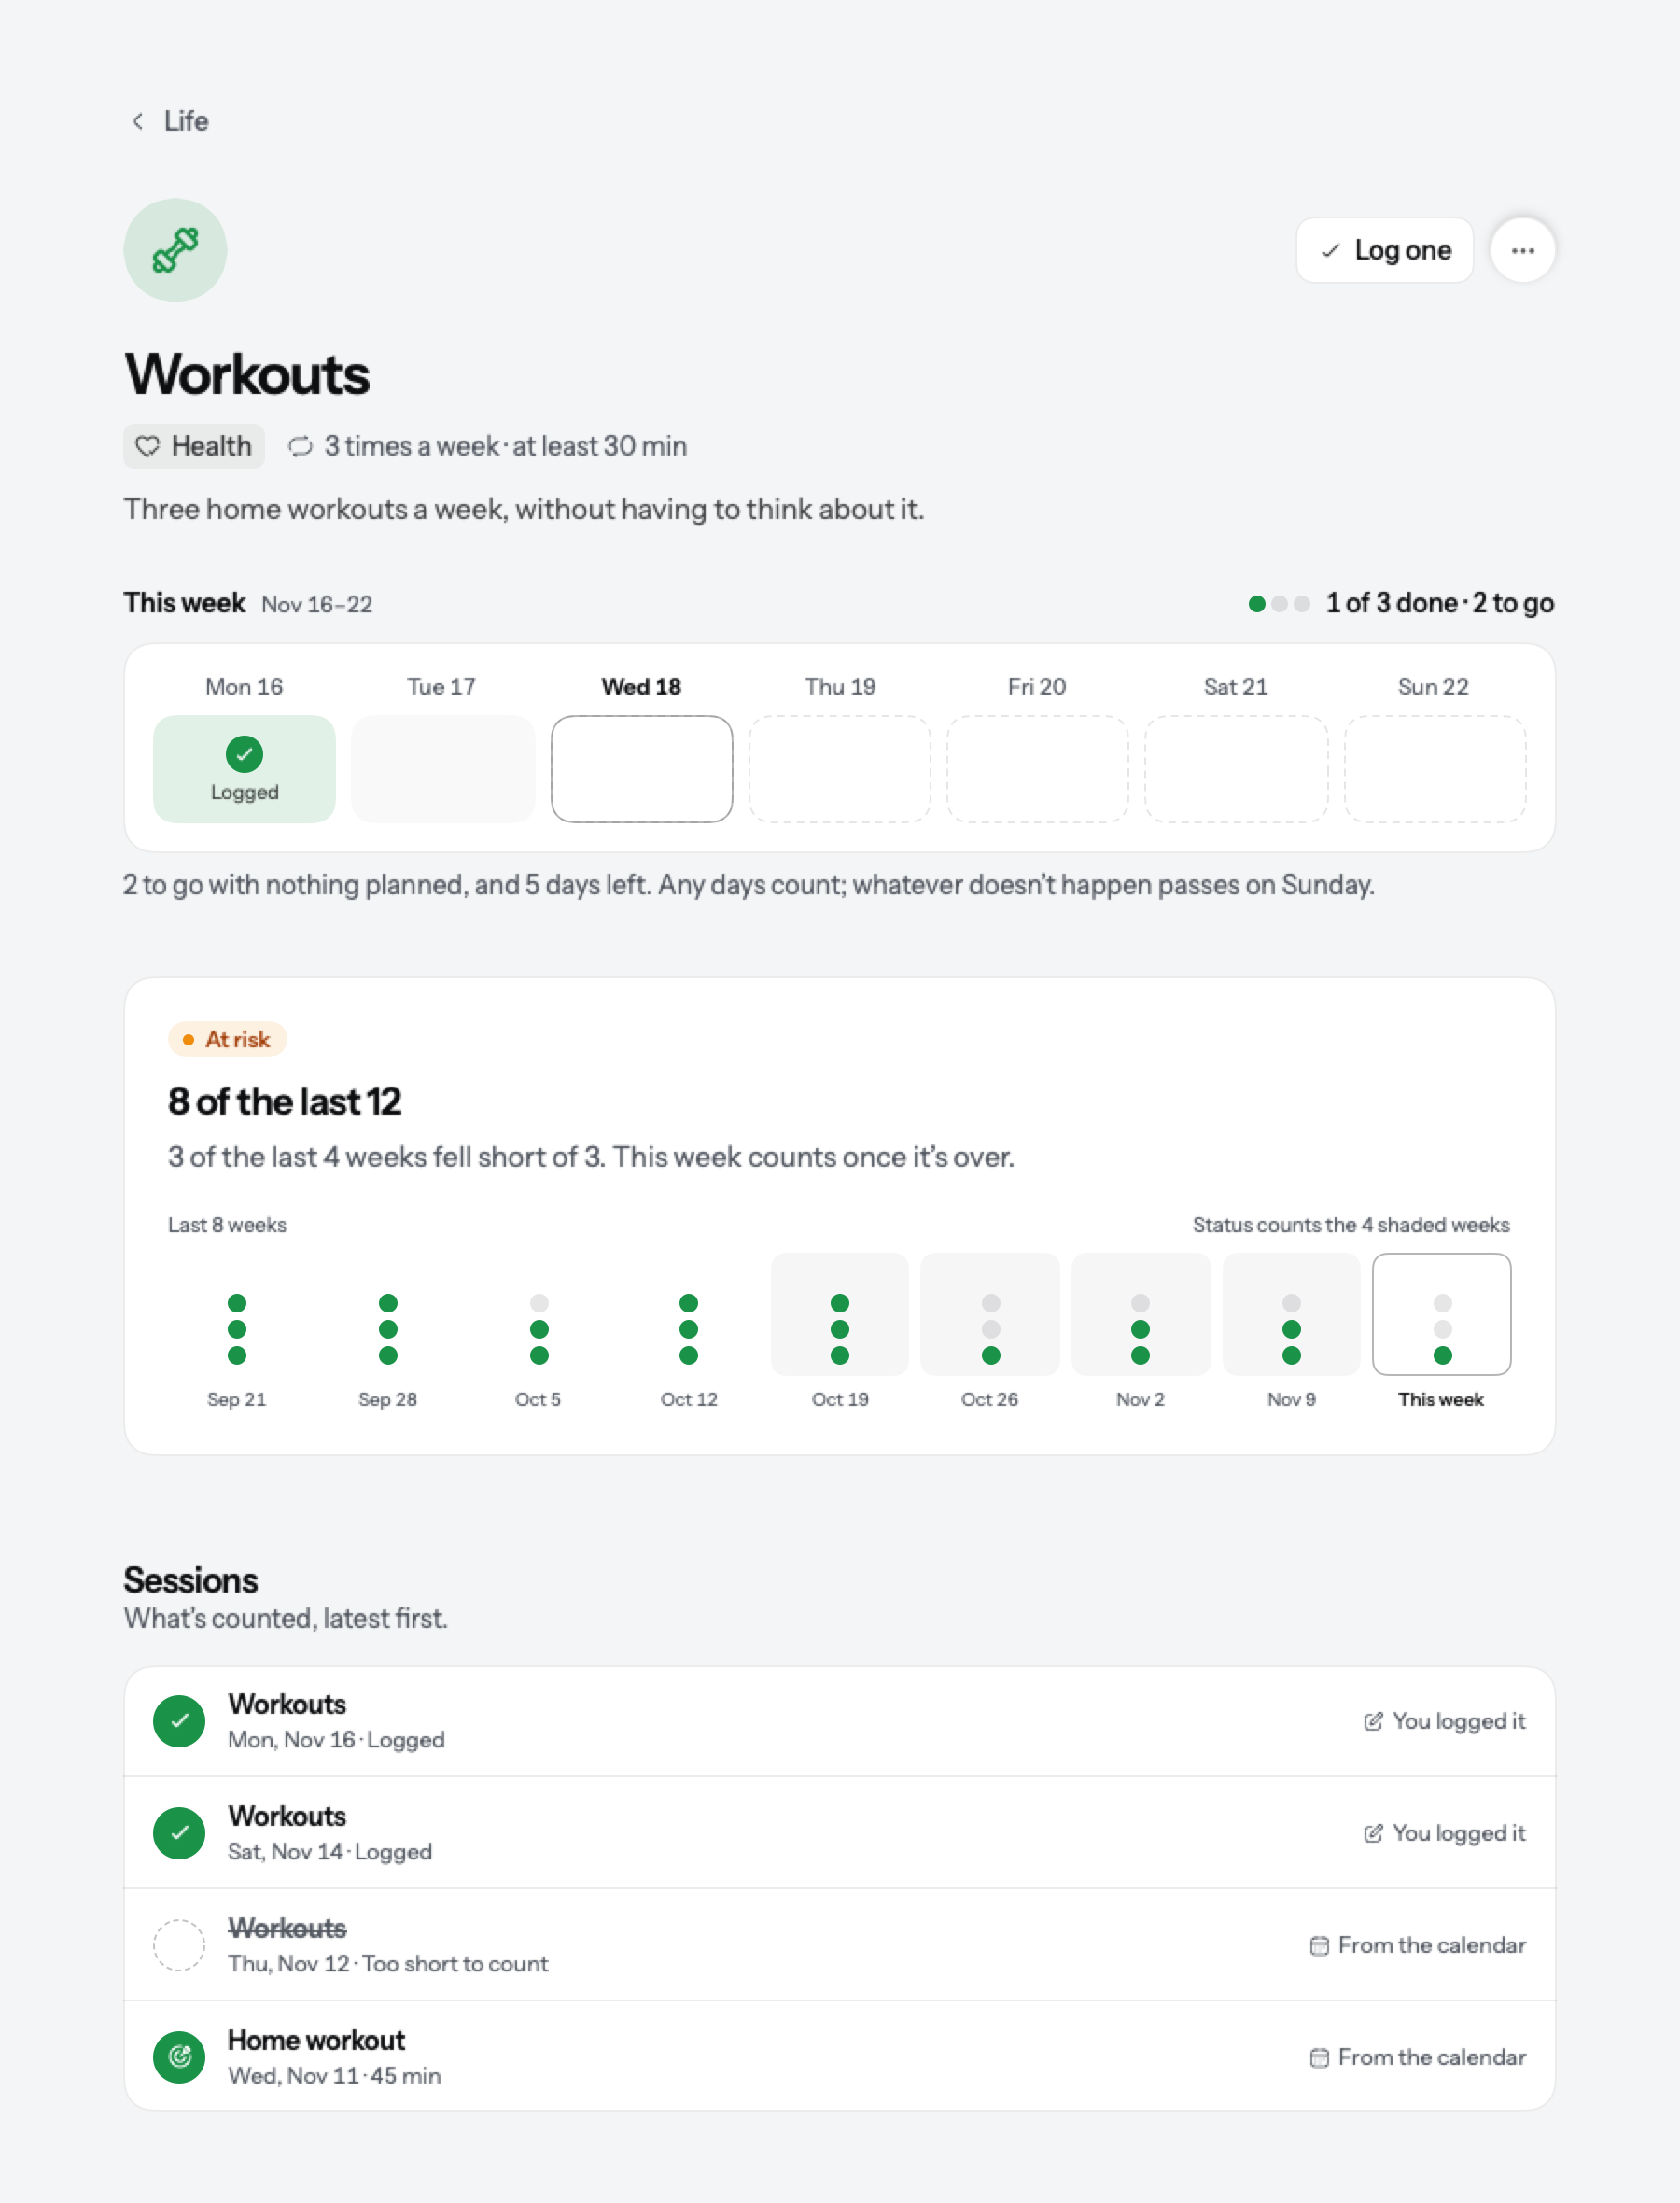 Life
Log one
Workouts
Health
3 times a week · at least 30 min
Three home workouts a week, without having to think about it.
This week Nov 16–22
1 of 3 done · 2 to go
Mon 16 Tue 17 Wed 18 Thu 19 Fri 20 Sat 21 Sun 22
Logged
2 to go with nothing planned, and 5 days left. Any days count; whatever doesn’t happen passes on Sunday.
At risk
8 of the last 12
3 of the last 4 weeks fell short of 3. This week counts once it’s over.
Last 8 weeks
Status counts the 4 shaded weeks
Sep 21 Sep 28 Oct 5 Oct 12 Oct 19 Oct 26 Nov 2 Nov 9 This week
Sessions
What’s counted, latest first.
Workouts
Mon, Nov 16 · Logged
You logged it
Workouts
Sat, Nov 14 · Logged
You logged it
Workouts
Thu, Nov 12 · Too short to count
From the calendar
Home workout
Wed, Nov 11 · 45 min
From the calendar